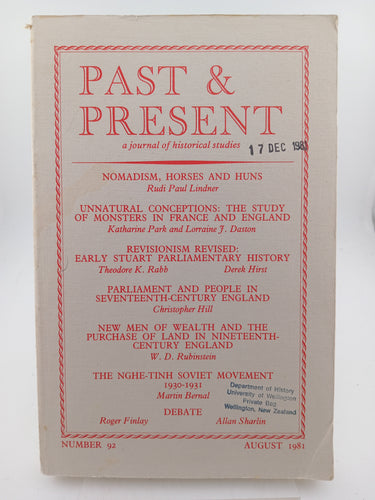 PAST &
PRESENT
a journal of historical studies
17 DEC 1981
NOMADISM, HORSES AND HUNS
Rudi Paul Lindner
UNNATURAL CONCEPTIONS: THE STUDY
OF MONSTERS IN FRANCE AND ENGLAND
Katharine Park and Lorraine J. Daston
REVISIONISM REVISED:
EARLY STUART PARLIAMENTARY HISTORY
Theodore K. Rabb Derek Hirst
PARLIAMENT AND PEOPLE IN
SEVENTEENTH-CENTURY ENGLAND
Christopher Hill
NEW MEN OF WEALTH AND THE
PURCHASE OF LAND IN NINETEENTH-
CENTURY ENGLAND
W. D. Rubinstein
THE NGHE-TINH SOVIET MOVEMENT
1930-1931
Martin Bernal
Department of History
University of Wellington
Private Bag
Wellington, New Zealand
DEBATE
Roger Finlay Allan Sharlin
NUMBER 92 AUGUST 1981